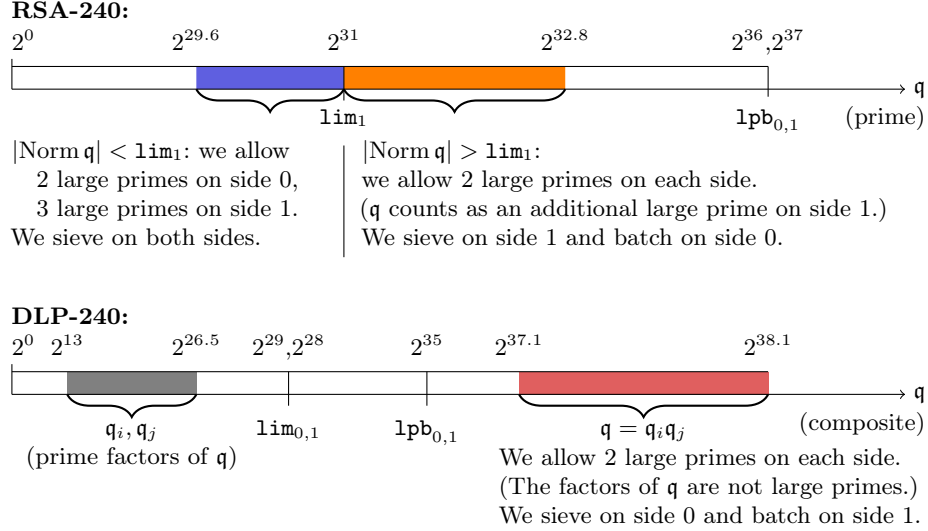 RSA-240:
2^0 2^29.6 2^31 2^32.8 2^36,2^37
𝔮
lim_1 lpb_0,1 (prime)
|Norm 𝔮| < lim_1: we allow
2 large primes on side 0,
3 large primes on side 1.
We sieve on both sides.
|Norm 𝔮| > lim_1:
we allow 2 large primes on each side.
(𝔮 counts as an additional large prime on side 1.)
We sieve on side 1 and batch on side 0.
DLP-240:
2^0 2^13 2^26.5 2^29,2^28 2^35 2^37.1 2^38.1
𝔮
𝔮_i, 𝔮_j lim_0,1 lpb_0,1 𝔮 = 𝔮_i𝔮_j (composite)
(prime factors of 𝔮)
We allow 2 large primes on each side.
(The factors of 𝔮 are not large primes.)
We sieve on side 0 and batch on side 1.